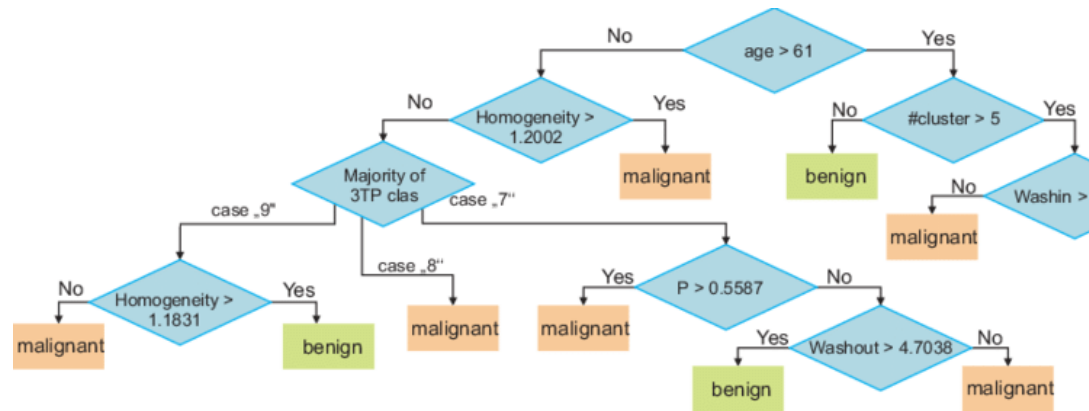 No
age > 61
Yes
No
Homogeneity >
1.2002
Yes
No
#cluster > 5
Yes
malignant
benign
Majority of
3TP clas
No
Washin >
case „9"
case „7“
malignant
case „8“
No
Homogeneity >
1.1831
Yes
Yes
P > 0.5587
No
malignant
benign
malignant
malignant
Yes
Washout > 4.7038
No
benign
malignant